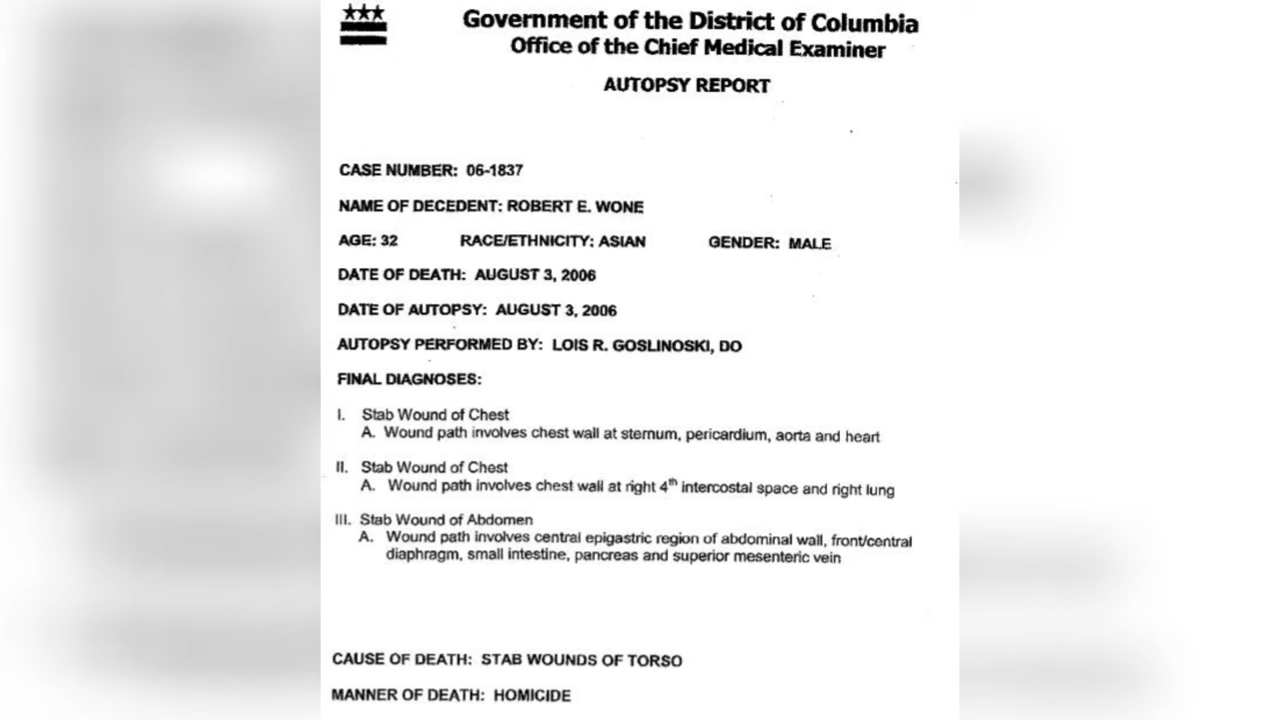 Government of the District of Columbia
Office of the Chief Medical Examiner
AUTOPSY REPORT
CASE NUMBER: 06-1837
NAME OF DECEDENT: ROBERT E. WONE
AGE: 32 RACE/ETHNICITY: ASIAN GENDER: MALE
DATE OF DEATH: AUGUST 3, 2006
DATE OF AUTOPSY: AUGUST 3, 2006
AUTOPSY PERFORMED BY: LOIS R. GOSLINOSKI, DO
FINAL DIAGNOSES:
I. Stab Wound of Chest
A. Wound path involves chest wall at sternum, pericardium, aorta and heart
II. Stab Wound of Chest
A. Wound path involves chest wall at right 4th intercostal space and right lung
III. Stab Wound of Abdomen
A. Wound path involves central epigastric region of abdominal wall, front/central
diaphragm, small intestine, pancreas and superior mesenteric vein
CAUSE OF DEATH: STAB WOUNDS OF TORSO
MANNER OF DEATH: HOMICIDE